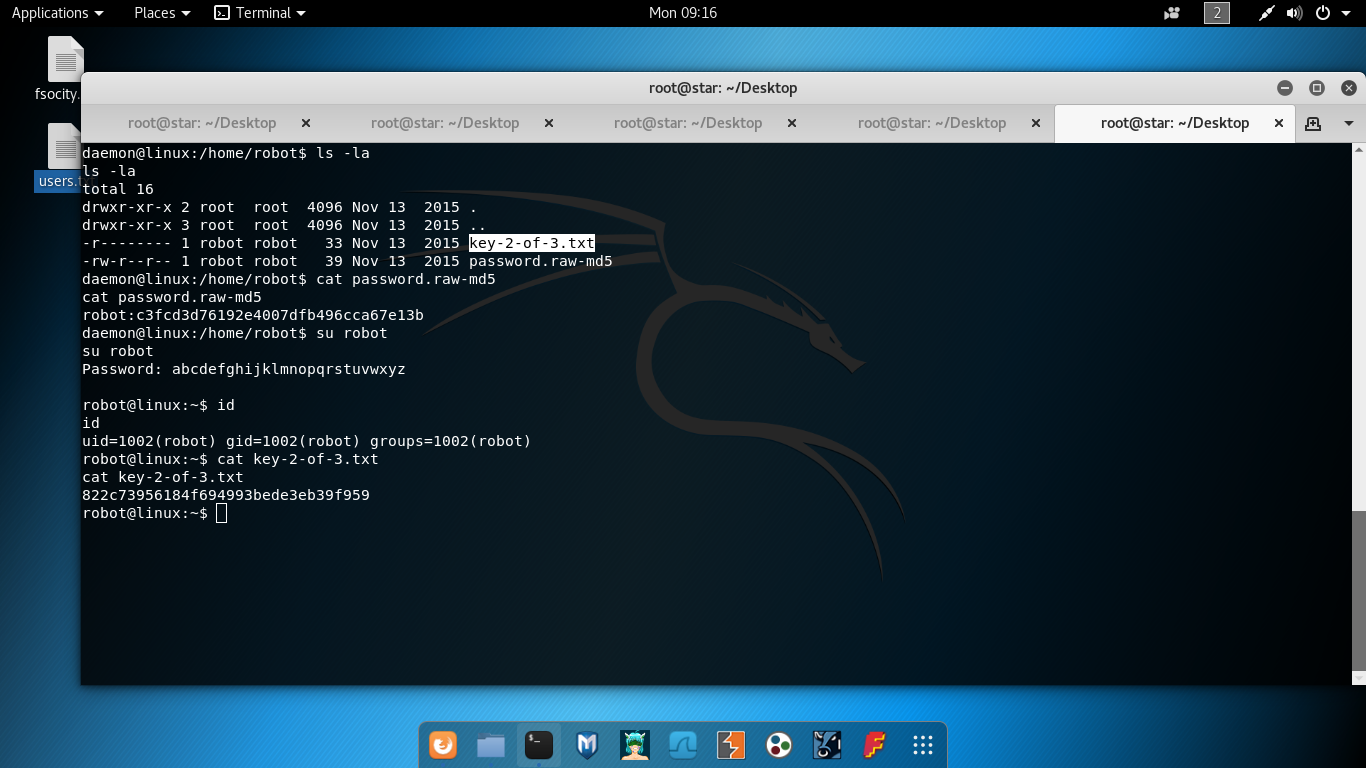 Applications Places Terminal Mon 09:16 2
fsocity.
users.t
root@star: ~/Desktop
root@star: ~/Desktop root@star: ~/Desktop root@star: ~/Desktop root@star: ~/Desktop root@star: ~/Desktop
daemon@linux:/home/robot$ ls -la
ls -la
total 16
drwxr-xr-x 2 root  root  4096 Nov 13  2015 .
drwxr-xr-x 3 root  root  4096 Nov 13  2015 ..
-r-------- 1 robot robot   33 Nov 13  2015 key-2-of-3.txt
-rw-r--r-- 1 robot robot   39 Nov 13  2015 password.raw-md5
daemon@linux:/home/robot$ cat password.raw-md5
cat password.raw-md5
robot:c3fcd3d76192e4007dfb496cca67e13b
daemon@linux:/home/robot$ su robot
su robot
Password: abcdefghijklmnopqrstuvwxyz
robot@linux:~$ id
id
uid=1002(robot) gid=1002(robot) groups=1002(robot)
robot@linux:~$ cat key-2-of-3.txt
cat key-2-of-3.txt
822c73956184f694993bede3eb39f959
robot@linux:~$